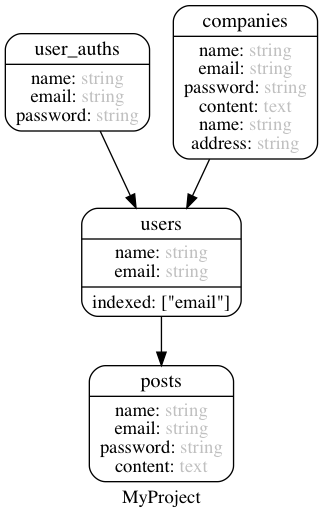 user_auths
name: string
email: string
password: string
companies
name: string
email: string
password: string
content: text
name: string
address: string
users
name: string
email: string
indexed: ["email"]
posts
name: string
email: string
password: string
content: text
MyProject